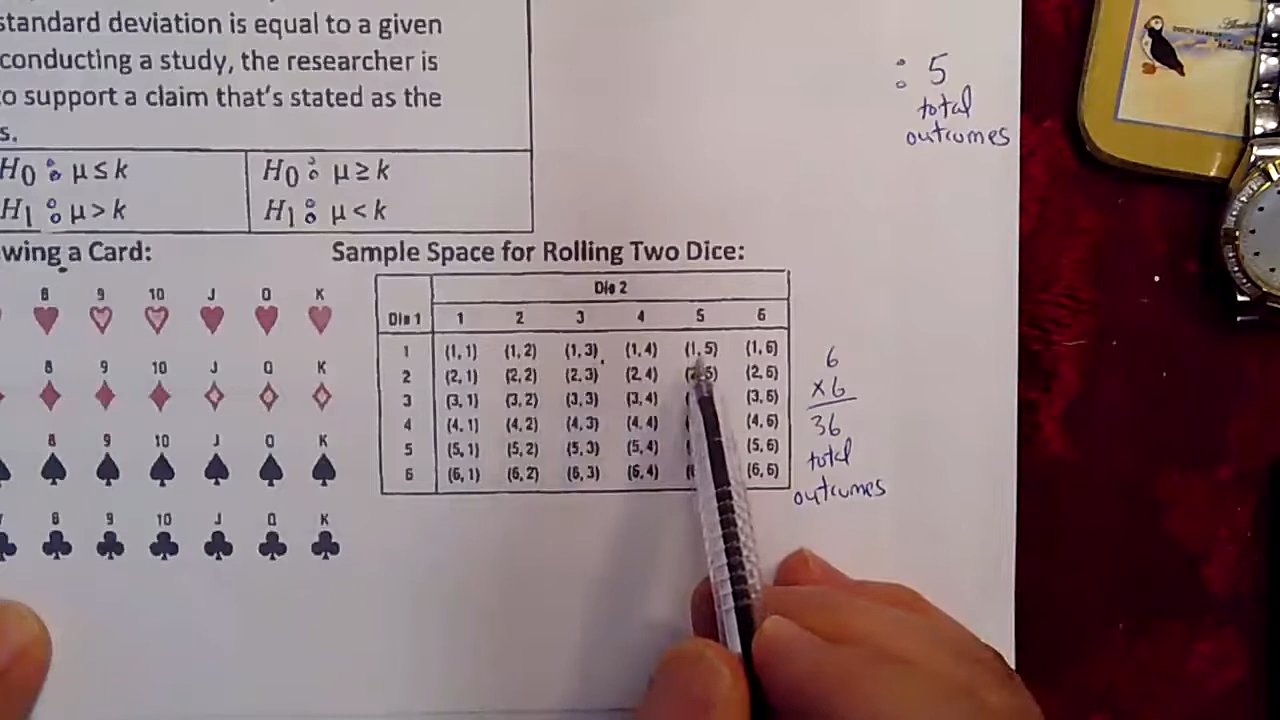 standard deviation is equal to a given
conducting a study, the researcher is
o support a claim that's stated as the
s.
H0 : μ ≤ k
H1 : μ > k
H0 : μ ≥ k
H1 : μ < k
: 5
total
outcomes
wing a Card:
8 9 10 J Q K
8 9 10 J Q K
8 9 10 J Q K
8 9 10 J Q K
Sample Space for Rolling Two Dice:
Die 2
Die 1 1 2 3 4 5 6
1 (1, 1) (1, 2) (1, 3) (1, 4) (1, 5) (1, 6)
2 (2, 1) (2, 2) (2, 3) (2, 4) (2, 5) (2, 6)
3 (3, 1) (3, 2) (3, 3) (3, 4) (3, 6)
4 (4, 1) (4, 2) (4, 3) (4, 4) (4, 6)
5 (5, 1) (5, 2) (5, 3) (5, 4) (5, 6)
6 (6, 1) (6, 2) (6, 3) (6, 4) (6, 6)
6
x6
36
total
outcomes